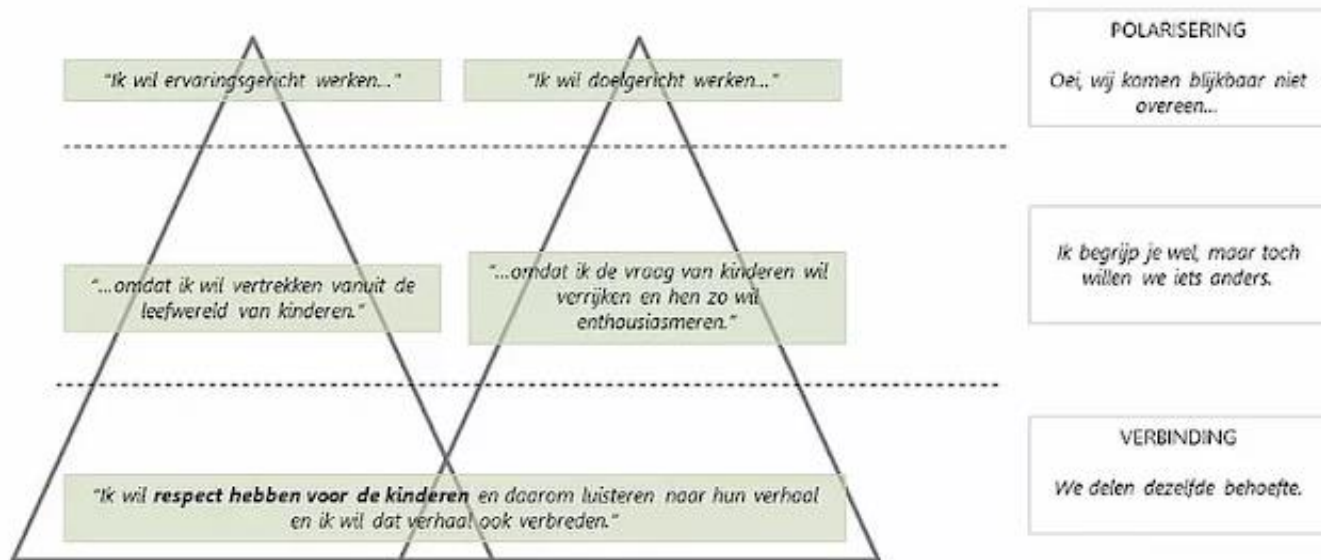 "Ik wil ervaringsgericht werken..."
"Ik wil doelgericht werken..."
POLARISERING
Oei, wij komen blijkbaar niet
overeen...
"...omdat ik wil vertrekken vanuit de
leefwereld van kinderen."
"...omdat ik de vraag van kinderen wil
verrijken en hen zo wil
enthousiasmeren."
Ik begrijp je wel, maar toch
willen we iets anders.
"Ik wil respect hebben voor de kinderen en daarom luisteren naar hun verhaal
en ik wil dat verhaal ook verbreden."
VERBINDING
We delen dezelfde behoefte.